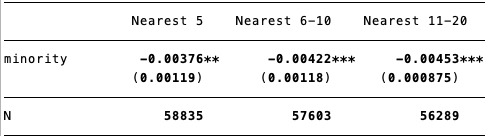 Nearest 5 Nearest 6-10 Nearest 11-20
minority -0.00376** -0.00422*** -0.00453***
(0.00119) (0.00118) (0.000875)
N 58835 57603 56289